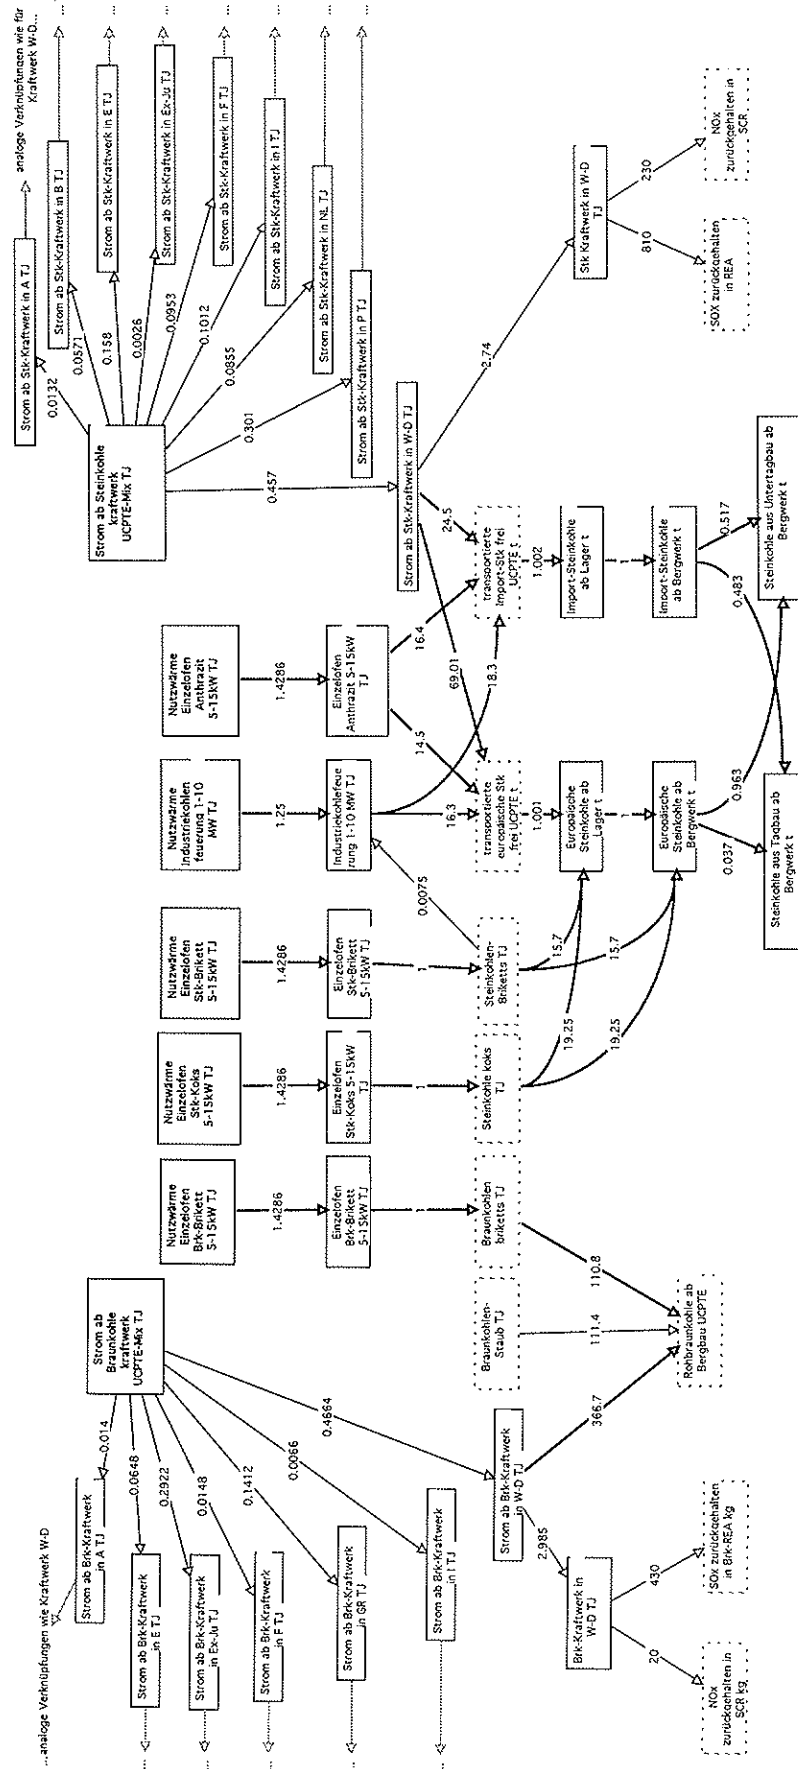 ...analoge Verknüpfungen wie Kraftwerk W-D
Strom ab Brk-Kraftwerk
in A TJ
Strom ab Brk-Kraftwerk
in E TJ
Strom ab Brk-Kraftwerk
in Ex-Ju TJ
Strom ab Brk-Kraftwerk
in F TJ
Strom ab Brk-Kraftwerk
in GR TJ
Strom ab Brk-Kraftwerk
in I TJ
...
...
...
...
...
0.014
0.0648
0.2922
0.0148
0.1412
0.0066
0.4664
Strom ab
Braunkohle
kraftwerk
UCPTE-Mix TJ
Strom ab Brk-Kraftwerk
in W-D TJ
2.985
366.7
Brk-Kraftwerk in
W-D TJ
20
430
NOx
zurückgehalten in
SCR kg
SOx zurückgehalten
in Brk-REA kg
Nutzwärme
Einzelofen
Brk-Brikett
5-15kW TJ
1.4286
Einzelofen
Brk-Brikett
5-15kW TJ
1
Braunkohlen-
Staub TJ
Braunkohlen
briketts TJ
111.4
110.8
Rohbraunkohle ab
Bergbau UCPTE
Nutzwärme
Einzelofen
Stk-Koks
5-15kW TJ
1.4286
Einzelofen
Stk-Koks 5-15kW
TJ
1
Steinkohle koks
TJ
19.25
19.25
Nutzwärme
Einzelofen
Stk-Brikett
5-15kW TJ
1.4286
Einzelofen
Stk-Brikett
5-15kW TJ
1
Steinkohlen-
Briketts TJ
15.7
15.7
0.0075
Nutzwärme
Industriekohlen
feuerung 1-10
MW TJ
1.25
Industriekohlefeue
rung 1-10 MW TJ
16.3
18.3
Nutzwärme
Einzelofen
Anthrazit
5-15kW TJ
1.4286
Einzelofen
Anthrazit 5-15kW
TJ
14.5
16.4
transportierte
europäische Stk
frei UCPTE t
1.001
Europäische
Steinkohle ab
Lager t
1
Europäische
Steinkohle ab
Bergwerk t
0.037
0.963
transportierte
Import-Stk frei
UCPTE t
1.002
Import-Steinkohle
ab Lager t
1
Import-Steinkohle
ab Bergwerk t
0.483
0.517
Steinkohle aus Tagbau ab
Bergwerk t
Steinkohle aus Untertagbau ab
Bergwerk t
Strom ab Steinkohle
kraftwerk
UCPTE-Mix TJ
0.0132
0.0571
0.158
0.0026
0.0953
0.1012
0.0855
0.301
0.457
Strom ab Stk-Kraftwerk in A TJ
Strom ab Stk-Kraftwerk in B TJ
Strom ab Stk-Kraftwerk in E TJ
Strom ab Stk-Kraftwerk in Ex-Ju TJ
Strom ab Stk-Kraftwerk in F TJ
Strom ab Stk-Kraftwerk in I TJ
Strom ab Stk-Kraftwerk in NL TJ
Strom ab Stk-Kraftwerk in P TJ
analoge Verknüpfungen wie für
Kraftwerk W-D...
...
...
...
...
...
...
...
Strom ab Stk-Kraftwerk in W-D TJ
69.01
24.5
2.74
Stk Kraftwerk in W-D
TJ
810
230
SOX zurückgehalten
in REA
NOx
zurückgehalten in
SCR